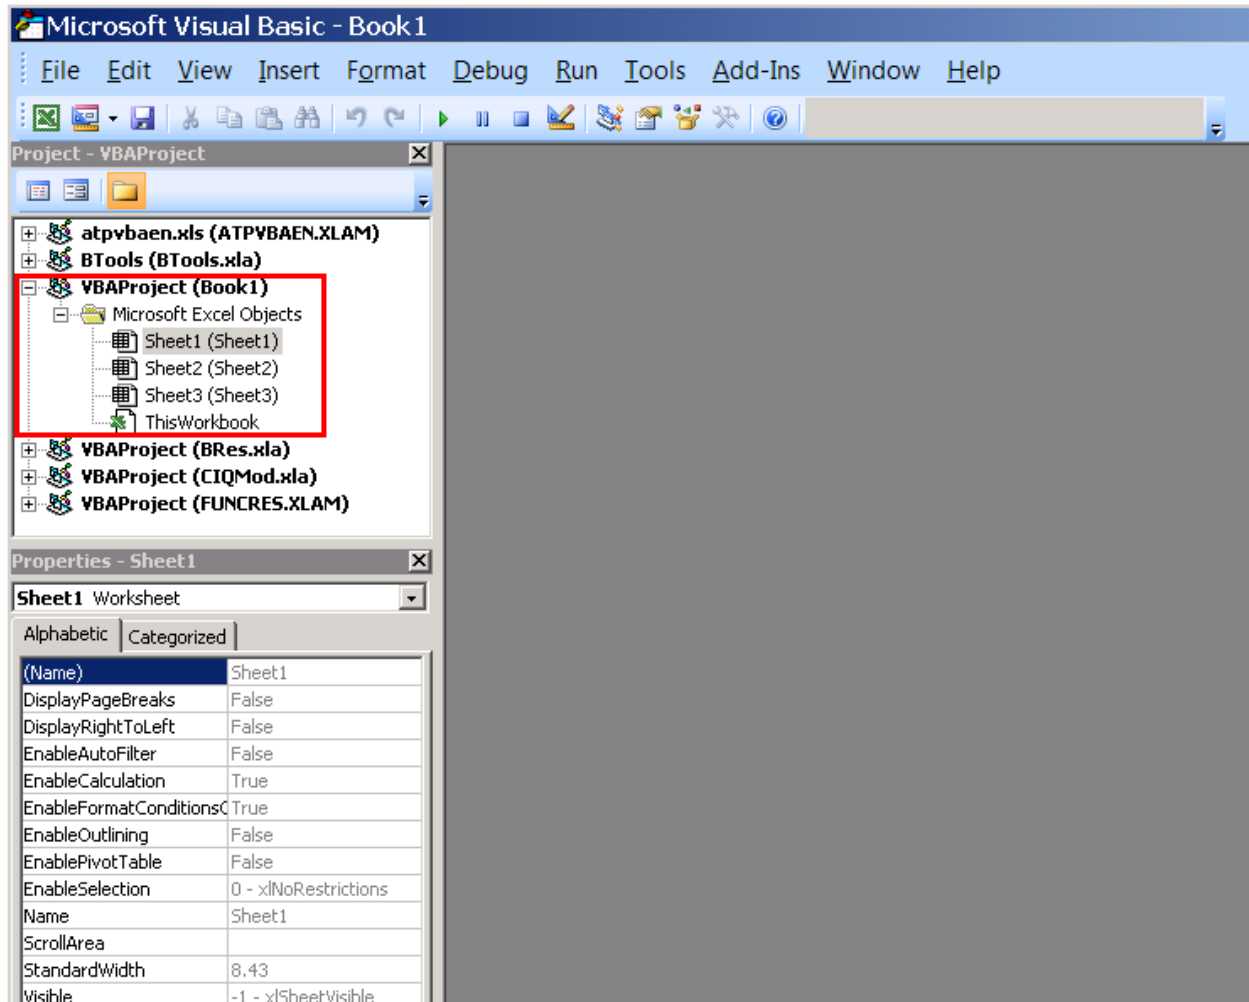 Microsoft Visual Basic - Book1
File Edit View Insert Format Debug Run Tools Add-Ins Window Help
Project - VBAProject
atpvbaen.xls (ATPVBAEN.XLAM)
BTools (BTools.xla)
VBAProject (Book1)
Microsoft Excel Objects
Sheet1 (Sheet1)
Sheet2 (Sheet2)
Sheet3 (Sheet3)
ThisWorkbook
VBAProject (BRes.xla)
VBAProject (CIQMod.xla)
VBAProject (FUNCRES.XLAM)
Properties - Sheet1
Sheet1 Worksheet
Alphabetic Categorized
(Name) Sheet1
DisplayPageBreaks False
DisplayRightToLeft False
EnableAutoFilter False
EnableCalculation True
EnableFormatConditionsC True
EnableOutlining False
EnablePivotTable False
EnableSelection 0 - xlNoRestrictions
Name Sheet1
ScrollArea
StandardWidth 8.43
Visible -1 - xlSheetVisible